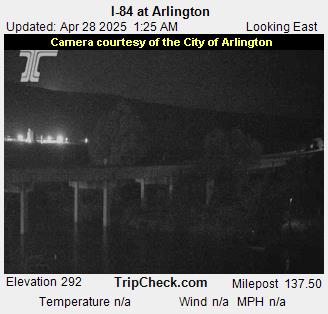 I-84 at Arlington
Updated: Apr 28 2025 1:25 AM Looking East
Camera courtesy of the City of Arlington
Elevation 292 TripCheck.com Milepost 137.50
Temperature n/a Wind n/a MPH n/a